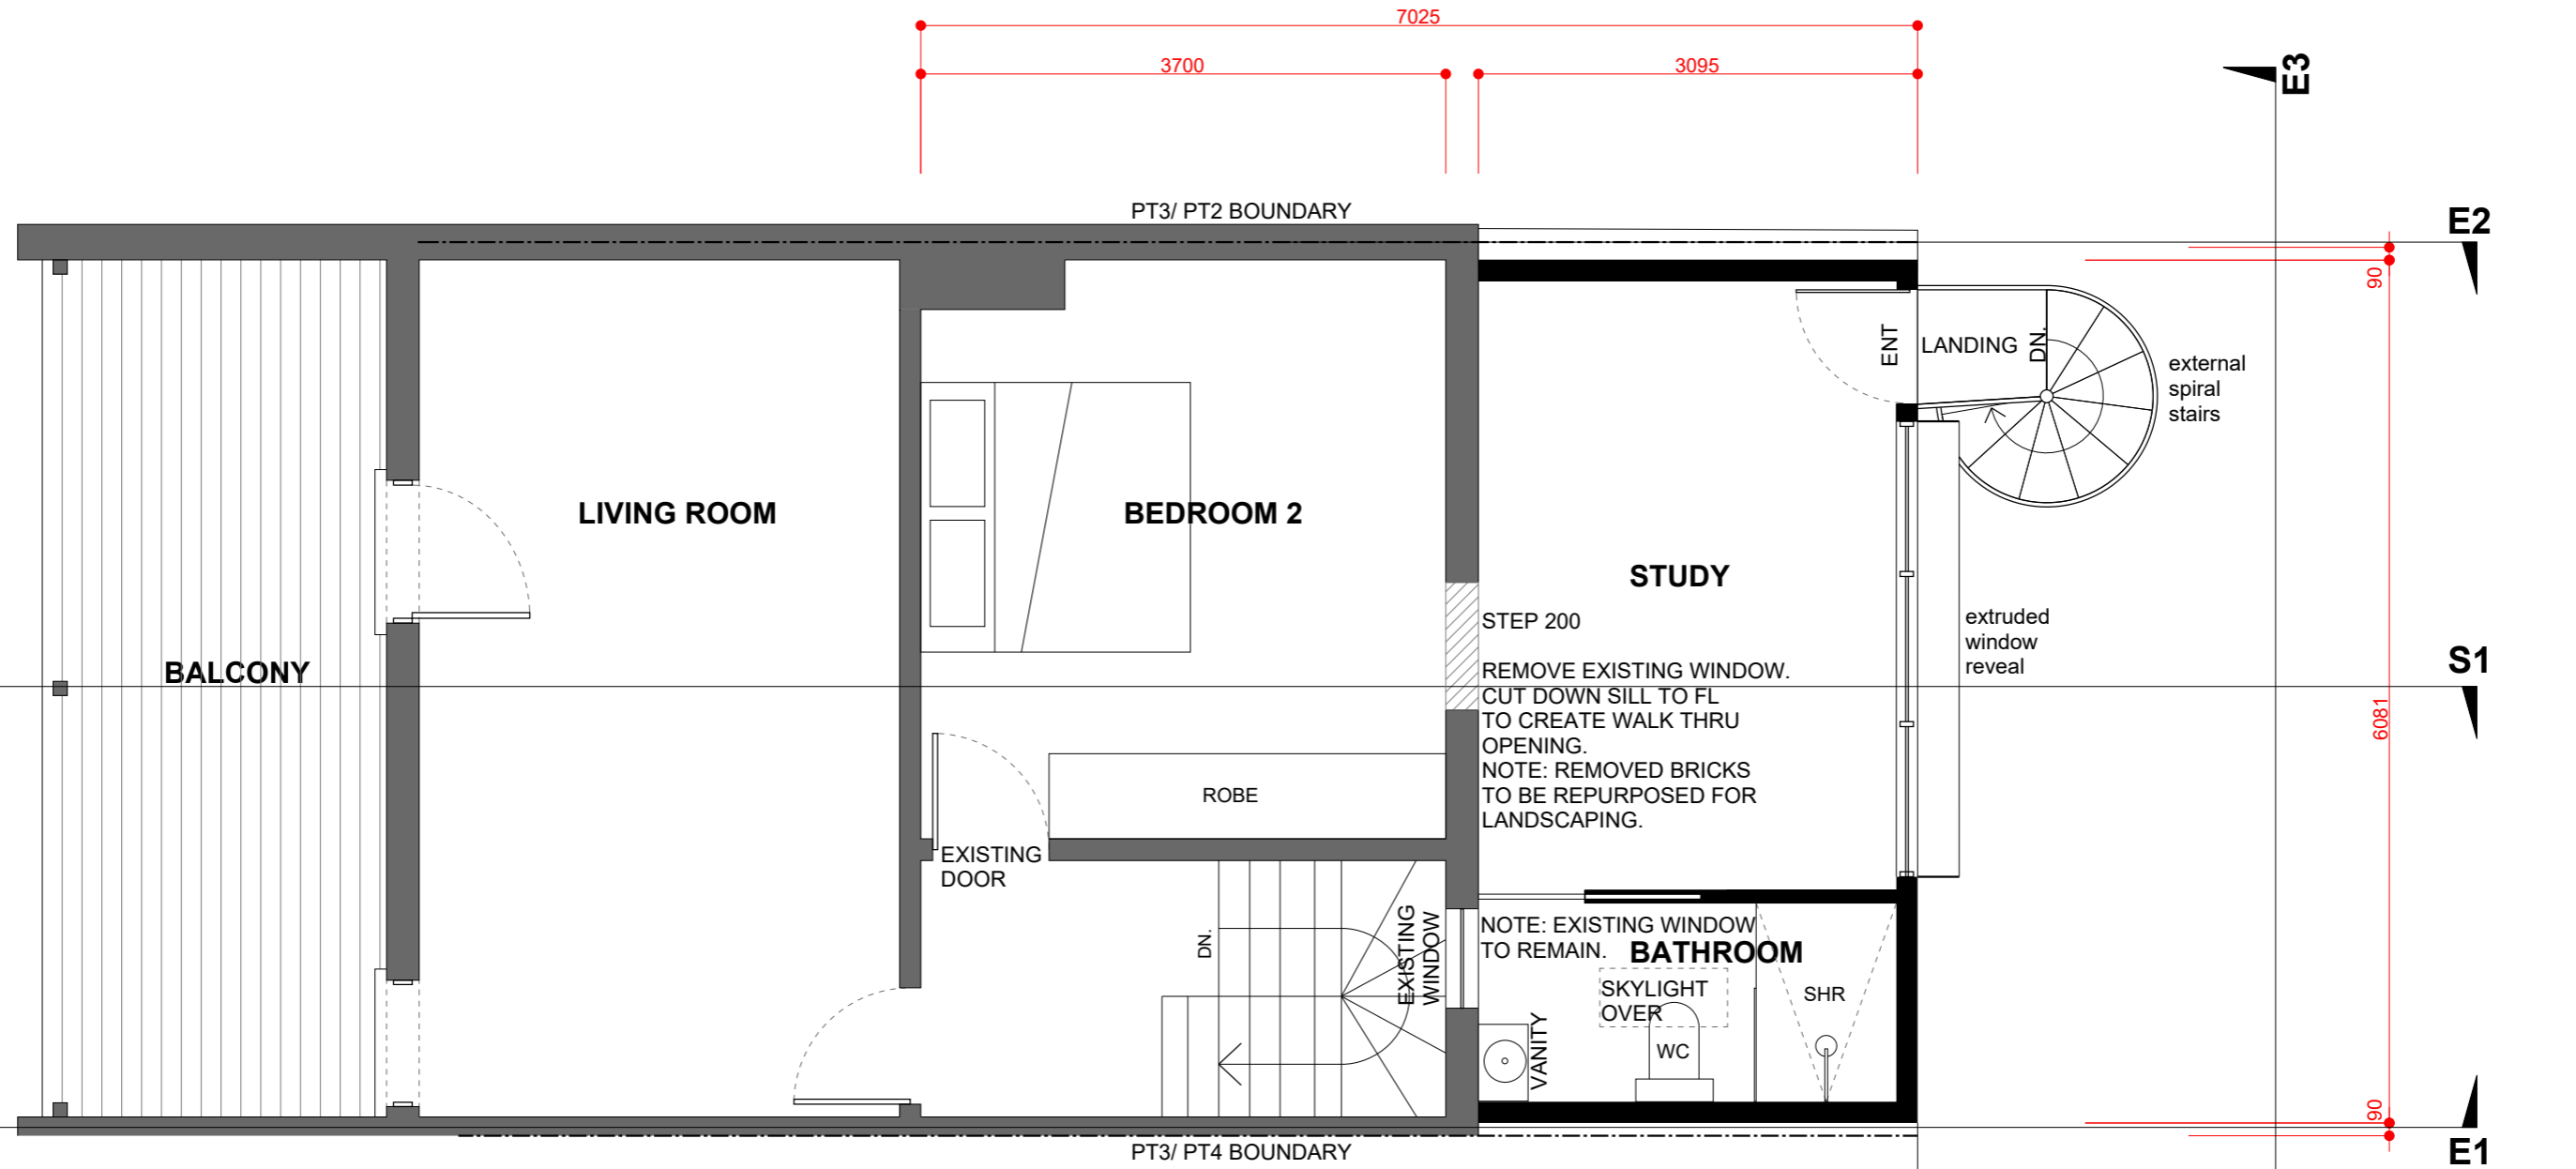 7025
3700
3095
E3
PT3/ PT2 BOUNDARY
E2
90
ENT
LANDING
DN.
external
spiral
stairs
LIVING ROOM
BEDROOM 2
STUDY
STEP 200
extruded
window
reveal
BALCONY
S1
REMOVE EXISTING WINDOW.
CUT DOWN SILL TO FL
TO CREATE WALK THRU
OPENING.
NOTE: REMOVED BRICKS
TO BE REPURPOSED FOR
LANDSCAPING.
6081
ROBE
EXISTING
DOOR
DN.
EXISTING
WINDOW
NOTE: EXISTING WINDOW
TO REMAIN.
BATHROOM
SKYLIGHT
OVER
SHR
VANITY
WC
90
PT3/ PT4 BOUNDARY
E1